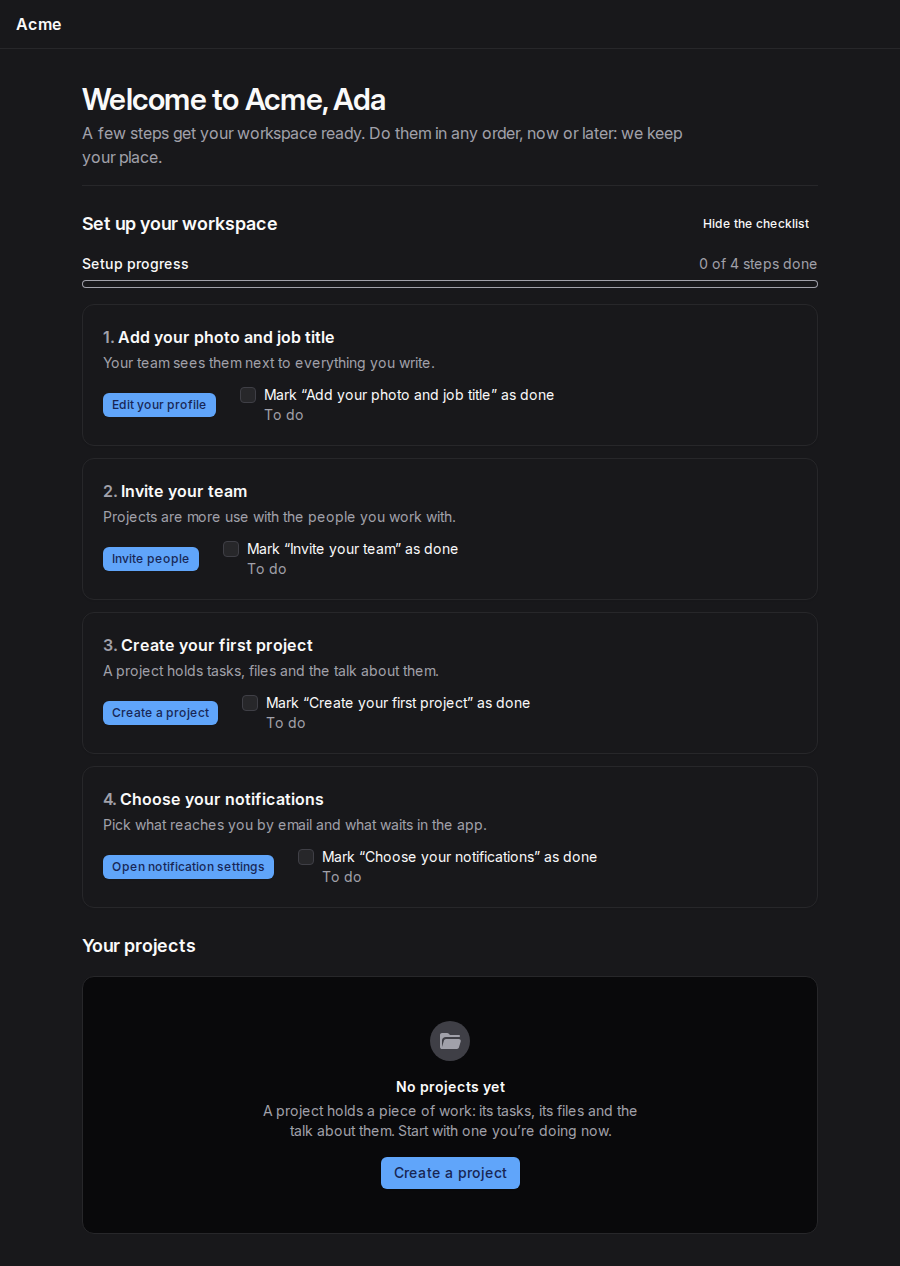 Acme
Welcome to Acme, Ada
A few steps get your workspace ready. Do them in any order, now or later: we keep
your place.
Set up your workspace
Hide the checklist
Setup progress
0 of 4 steps done
1. Add your photo and job title
Your team sees them next to everything you write.
Edit your profile
Mark “Add your photo and job title” as done
To do
2. Invite your team
Projects are more use with the people you work with.
Invite people
Mark “Invite your team” as done
To do
3. Create your first project
A project holds tasks, files and the talk about them.
Create a project
Mark “Create your first project” as done
To do
4. Choose your notifications
Pick what reaches you by email and what waits in the app.
Open notification settings
Mark “Choose your notifications” as done
To do
Your projects
No projects yet
A project holds a piece of work: its tasks, its files and the
talk about them. Start with one you’re doing now.
Create a project